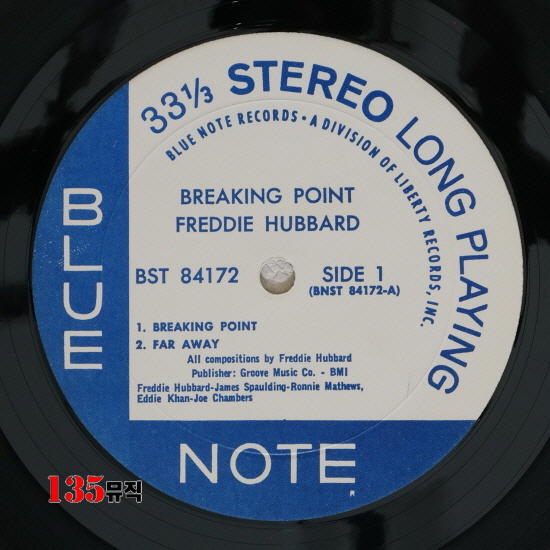 33⅓ STEREO LONG PLAYING
BLUE NOTE RECORDS • A DIVISION OF LIBERTY RECORDS, INC.
BREAKING POINT
FREDDIE HUBBARD
BST 84172
SIDE 1
(BNST 84172-A)
1. BREAKING POINT
2. FAR AWAY
All compositions by Freddie Hubbard
Publisher: Groove Music Co. - BMI
Freddie Hubbard-James Spaulding-Ronnie Mathews,
Eddie Khan-Joe Chambers
BLUE
NOTE
R
135뮤직